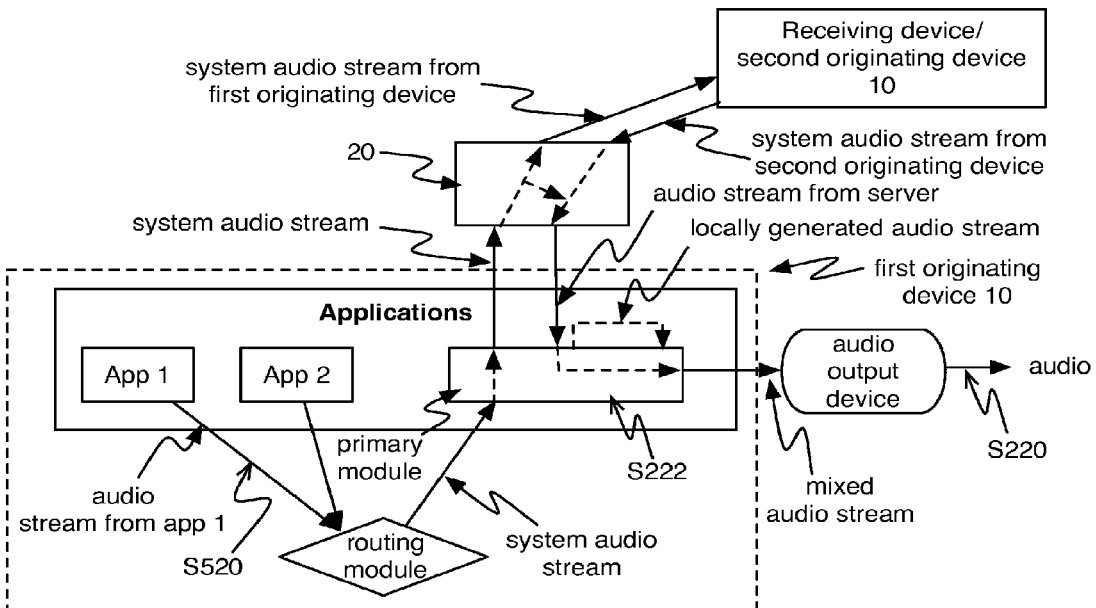 Receiving device/
second originating device
10
system audio stream from
first originating device
20
system audio stream from
second originating device
audio stream from server
system audio stream
locally generated audio stream
first originating
device 10
Applications
App 1
App 2
audio
output
device
audio
primary
module
S222
S220
audio
stream from app 1
mixed
audio stream
S520
routing
module
system audio
stream